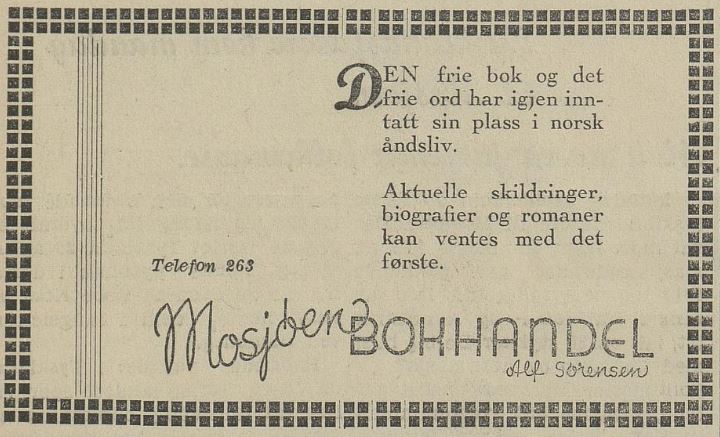 DEN frie bok og det
frie ord har igjen inn-
tatt sin plass i norsk
åndsliv.
Aktuelle skildringer,
biografier og romaner
kan ventes med det
første.
Telefon 263
Mosjøen BOKHANDEL
Alf Sørensen